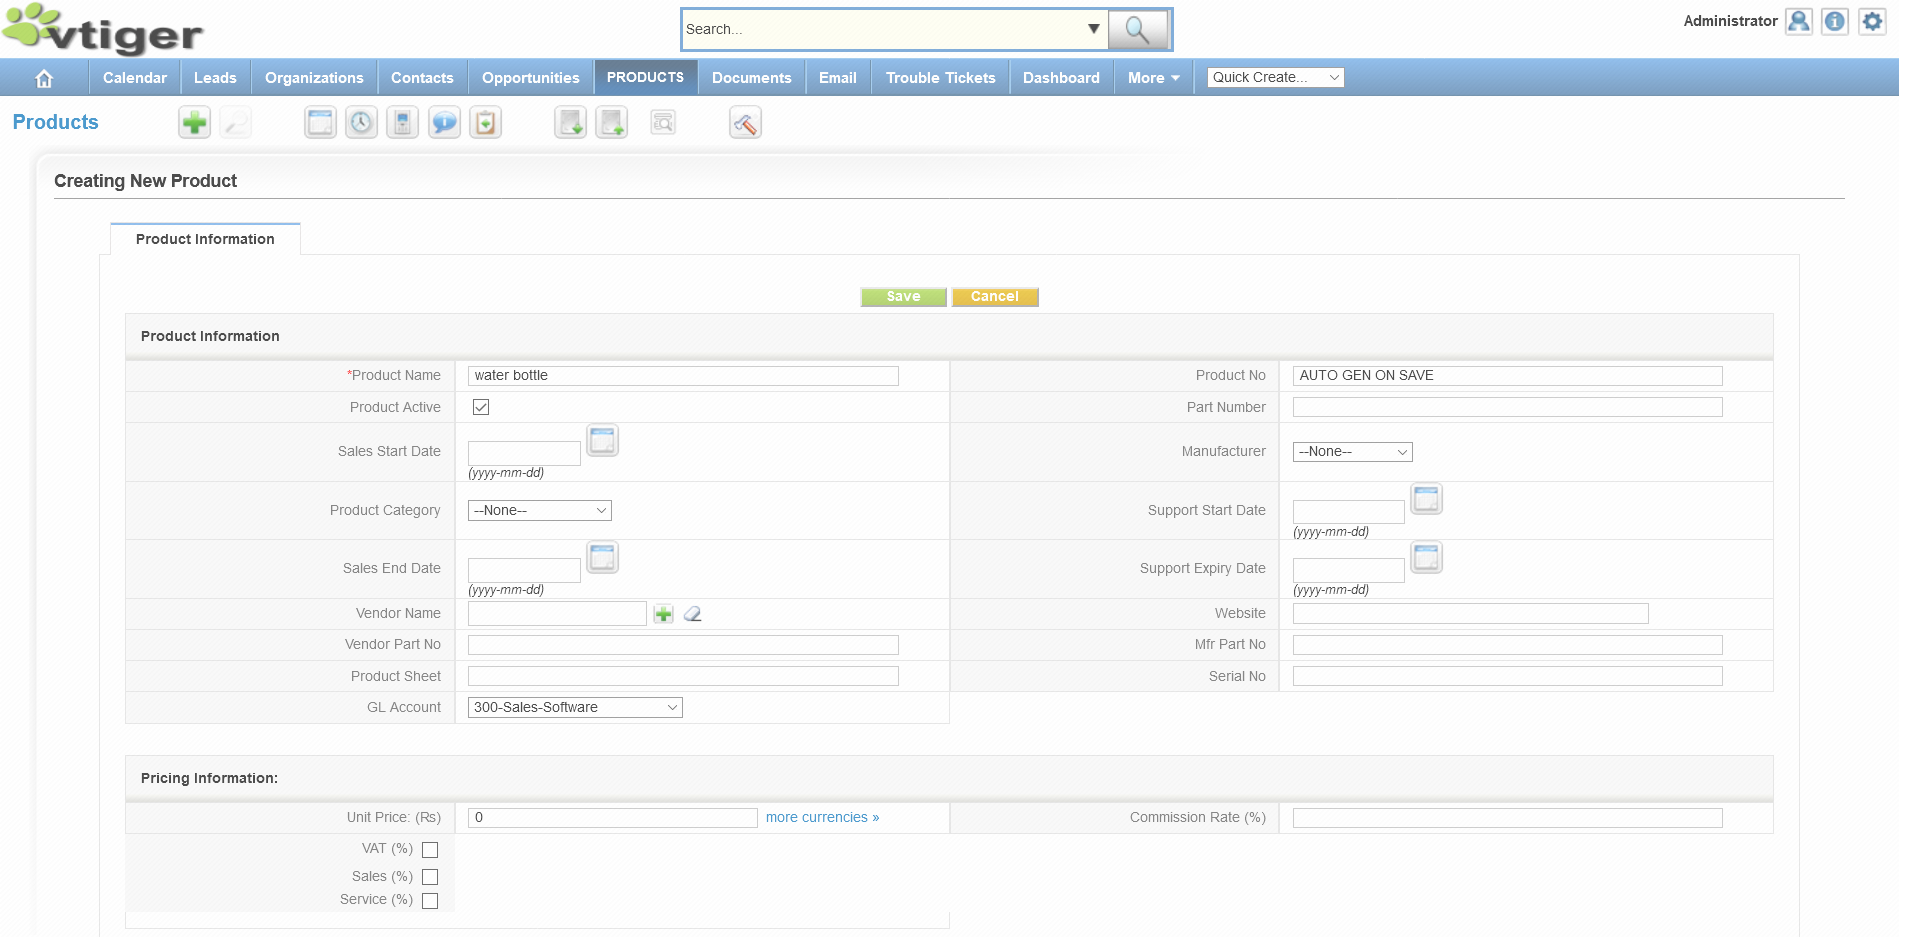 vtiger
Search...
Administrator
Calendar Leads Organizations Contacts Opportunities PRODUCTS Documents Email Trouble Tickets Dashboard More Quick Create...
Products
Creating New Product
Product Information
Save Cancel
Product Information
*Product Name water bottle Product No AUTO GEN ON SAVE
Product Active Part Number
Sales Start Date (yyyy-mm-dd) Manufacturer --None--
Product Category --None-- Support Start Date (yyyy-mm-dd)
Sales End Date (yyyy-mm-dd) Support Expiry Date (yyyy-mm-dd)
Vendor Name Website
Vendor Part No Mfr Part No
Product Sheet Serial No
GL Account 300-Sales-Software
Pricing Information:
Unit Price: (Rs) 0 more currencies » Commission Rate (%)
VAT (%)
Sales (%)
Service (%)